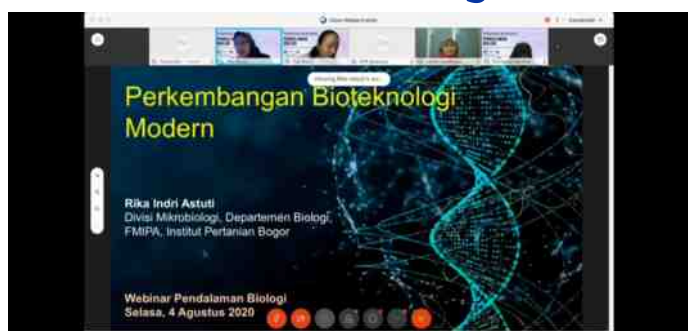 Perkembangan Bioteknologi
Modern
Rika Indri Astuti
Divisi Mikrobiologi, Departemen Biologi,
FMIPA, Institut Pertanian Bogor
Webinar Pendalaman Biologi
Selasa, 4 Agustus 2020